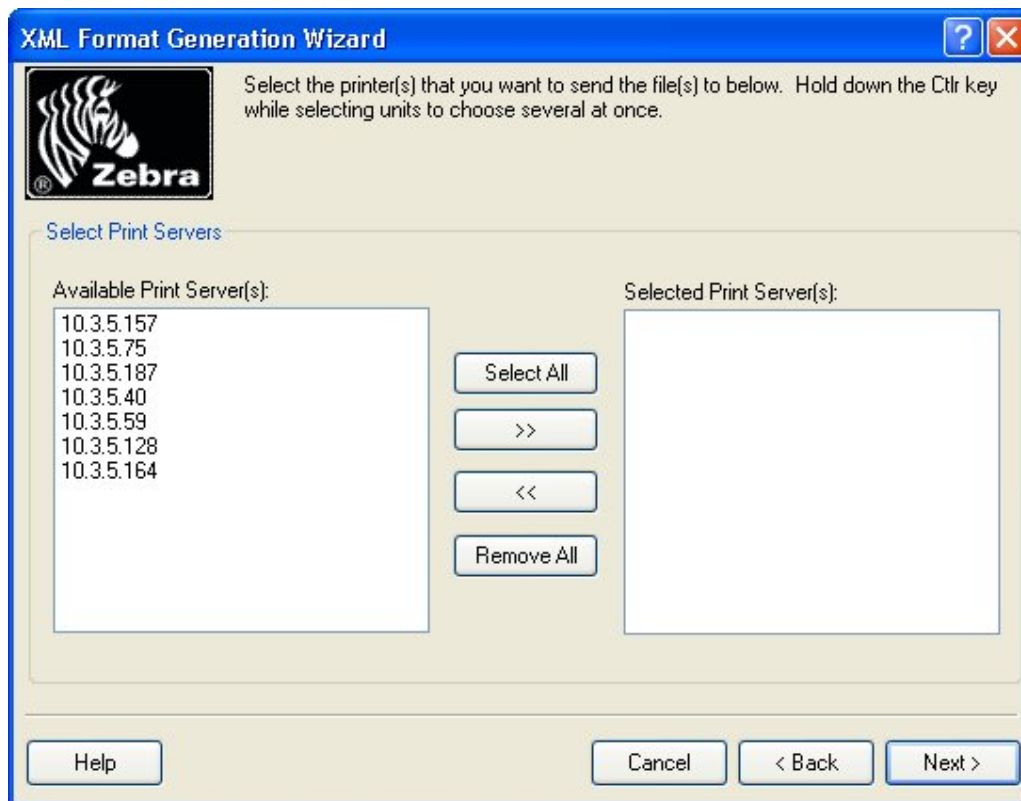 XML Format Generation Wizard
?
Select the printer(s) that you want to send the file(s) to below. Hold down the Ctlr key
while selecting units to choose several at once.
Zebra
®
Select Print Servers
Available Print Server(s):
10.3.5.157
10.3.5.75
10.3.5.187
10.3.5.40
10.3.5.59
10.3.5.128
10.3.5.164
Select All
>>
<<
Remove All
Selected Print Server(s):
Help
Cancel
< Back
Next >